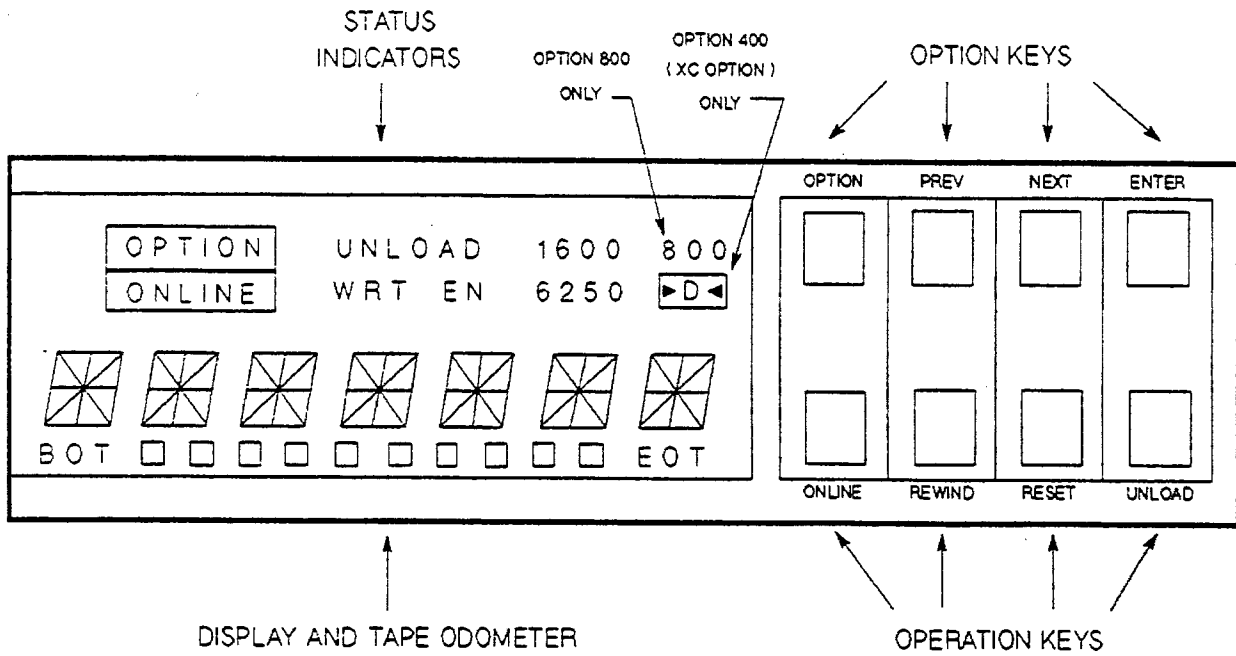 STATUS
INDICATORS
OPTION 800
ONLY
OPTION 400
( XC OPTION )
ONLY
OPTION KEYS
OPTION PREV NEXT ENTER
OPTION UNLOAD 1600 800
ONLINE WRT EN 6250 ►D◄
BOT EOT
ONLINE REWIND RESET UNLOAD
DISPLAY AND TAPE ODOMETER
OPERATION KEYS